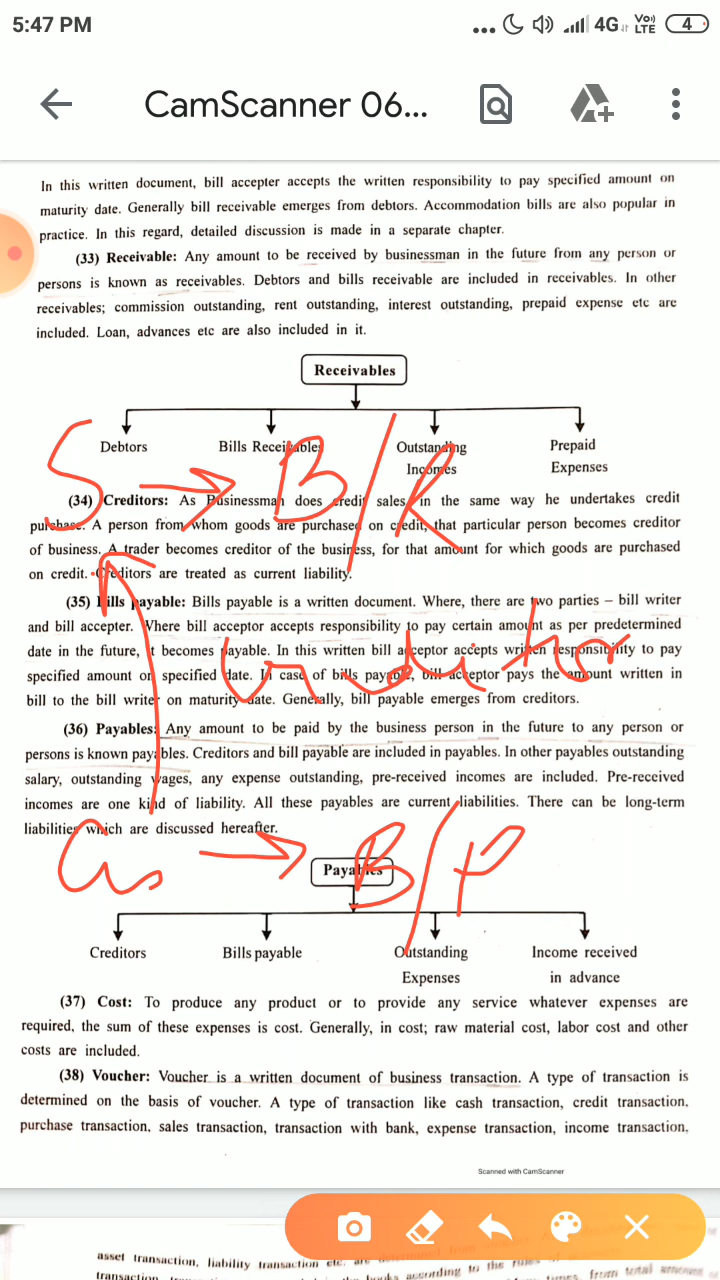 5:47 PM
... 4G Vo)) LTE 4
CamScanner 06...
In this written document, bill accepter accepts the written responsibility to pay specified amount on
maturity date. Generally bill receivable emerges from debtors. Accommodation bills are also popular in
practice. In this regard, detailed discussion is made in a separate chapter.
(33) Receivable: Any amount to be received by businessman in the future from any person or
persons is known as receivables. Debtors and bills receivable are included in receivables. In other
receivables; commission outstanding, rent outstanding, interest outstanding, prepaid expense etc are
included. Loan, advances etc are also included in it.
Receivables
Debtors Bills Receivables Outstanding Incomes Prepaid Expenses
S → B/R
(34) Creditors: As Businessman does credit sales, in the same way he undertakes credit
purchase. A person from whom goods are purchased on credit, that particular person becomes creditor
of business. A trader becomes creditor of the business, for that amount for which goods are purchased
on credit. Creditors are treated as current liability.
(35) Bills payable: Bills payable is a written document. Where, there are two parties – bill writer
and bill accepter. Where bill acceptor accepts responsibility to pay certain amount as per predetermined
date in the future, it becomes payable. In this written bill acceptor accepts written responsibility to pay
specified amount on specified date. In case of bills payable, bill acceptor pays the amount written in
bill to the bill writer on maturity date. Generally, bill payable emerges from creditors.
(36) Payables: Any amount to be paid by the business person in the future to any person or
persons is known payables. Creditors and bill payable are included in payables. In other payables outstanding
salary, outstanding wages, any expense outstanding, pre-received incomes are included. Pre-received
incomes are one kind of liability. All these payables are current liabilities. There can be long-term
liabilities which are discussed hereafter.
→ B/P
Payables
Creditors Bills payable Outstanding Expenses Income received in advance
(37) Cost: To produce any product or to provide any service whatever expenses are
required, the sum of these expenses is cost. Generally, in cost; raw material cost, labor cost and other
costs are included.
(38) Voucher: Voucher is a written document of business transaction. A type of transaction is
determined on the basis of voucher. A type of transaction like cash transaction, credit transaction,
purchase transaction, sales transaction, transaction with bank, expense transaction, income transaction,
Scanned with CamScanner
asset transaction, liability transaction etc. are